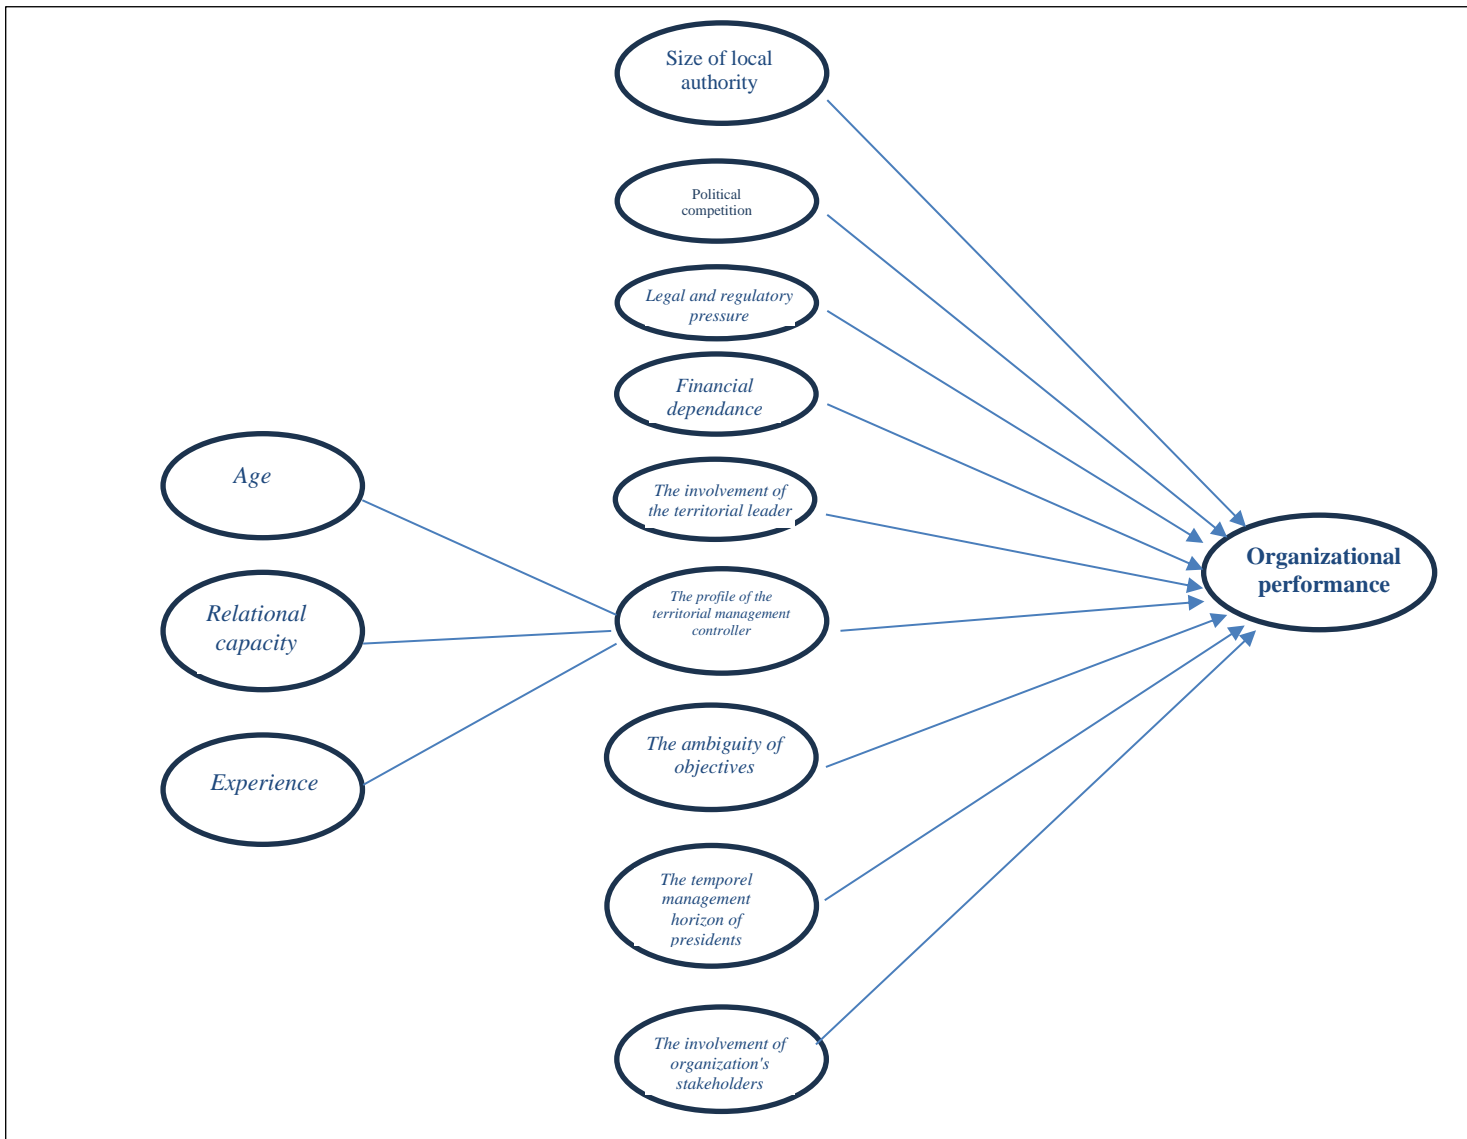 Size of local
authority
Political
competition
Legal and regulatory
pressure
Financial
dependance
The involvement of
the territorial leader
The profile of the
territorial management
controller
The ambiguity of
objectives
The temporel
management
horizon of
presidents
The involvement of
organization's
stakeholders
Age
Relational
capacity
Experience
Organizational
performance